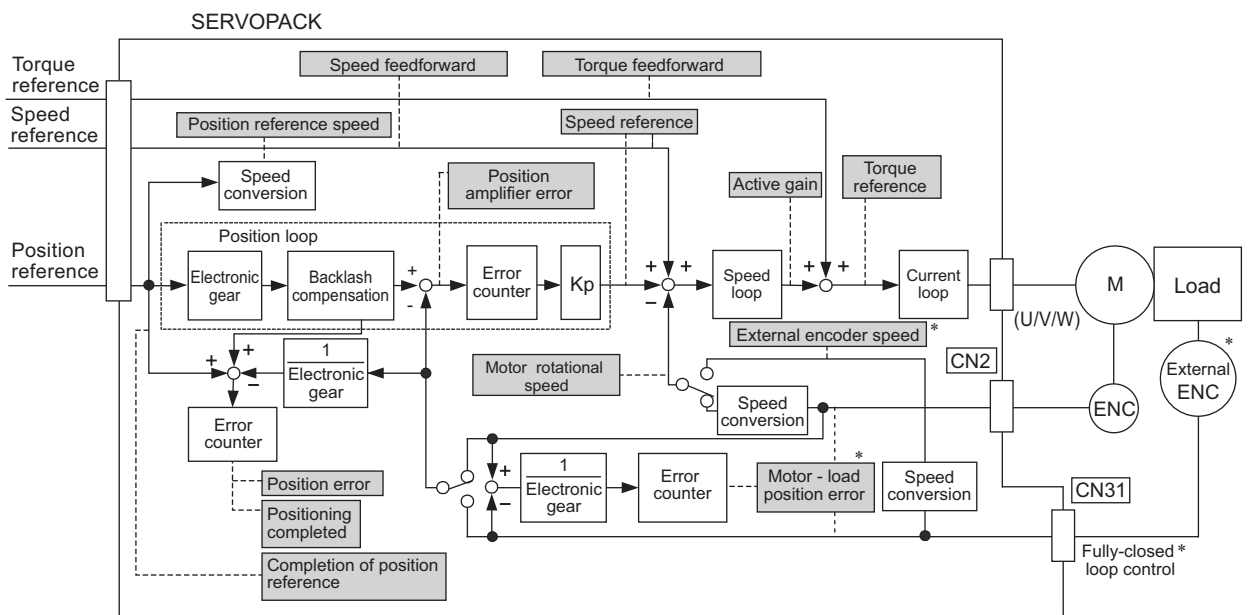 SERVOPACK
Torque
reference
Speed feedforward
Torque feedforward
Speed
reference
Position reference speed
Speed reference
Speed
conversion
Position
amplifier error
Active gain
Torque
reference
Position loop
Position
reference
Electronic
gear
Backlash
compensation
+
-
Error
counter
Kp
+
+
−
Speed
loop
+
+
Current
loop
M
Load
(U/V/W)
External encoder speed *
CN2
*
External
ENC
+
+
−
1
Electronic
gear
Motor rotational
speed
Speed
conversion
ENC
Error
counter
*
+
−
1
Electronic
gear
Error
counter
Motor - load
position error
Speed
conversion
CN31
Position error
Positioning
completed
Completion of position
reference
Fully-closed *
loop control